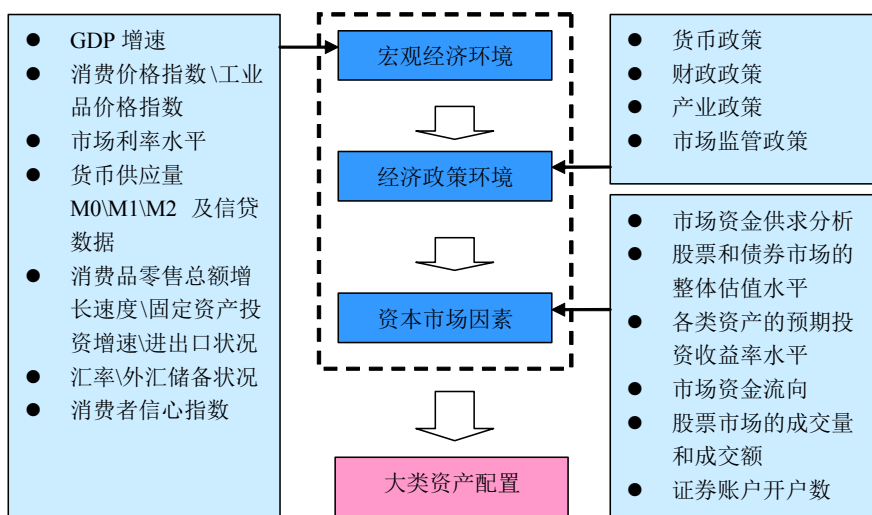 GDP 增速
消费价格指数\工业
品价格指数
市场利率水平
货币供应量
M0\M1\M2 及信贷
数据
消费品零售总额增
长速度\固定资产投
资增速\进出口状况
汇率\外汇储备状况
消费者信心指数
宏观经济环境
经济政策环境
资本市场因素
大类资产配置
货币政策
财政政策
产业政策
市场监管政策
市场资金供求分析
股票和债券市场的
整体估值水平
各类资产的预期投
资收益率水平
市场资金流向
股票市场的成交量
和成交额
证券账户开户数